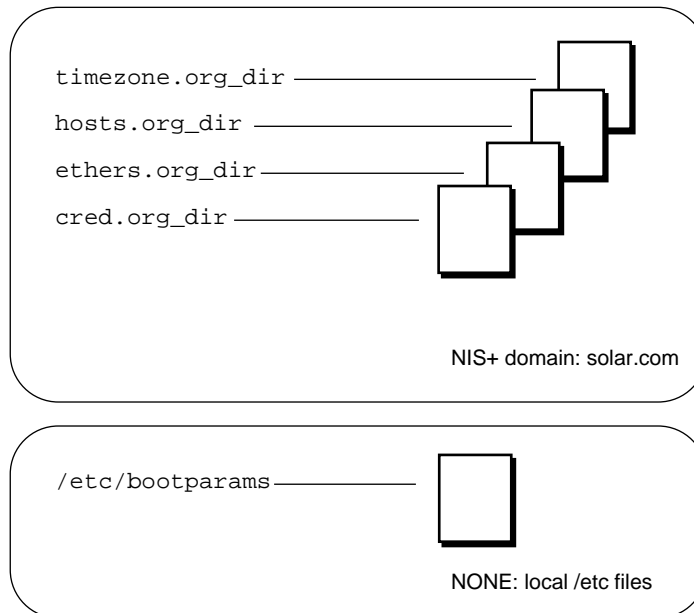 timezone.org_dir
hosts.org_dir
ethers.org_dir
cred.org_dir
NIS+ domain: solar.com
/etc/bootparams
NONE: local /etc files